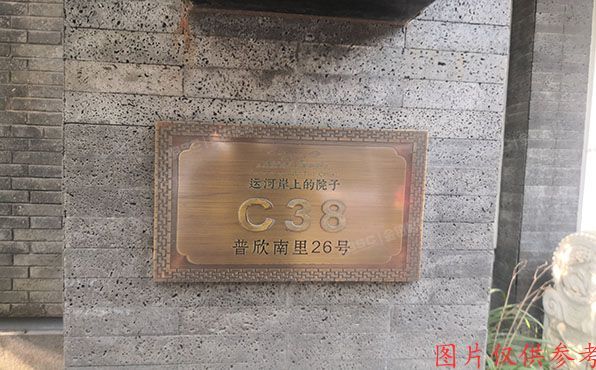 运河岸上的院子
C38
普欣南里26号
图片仅供参考